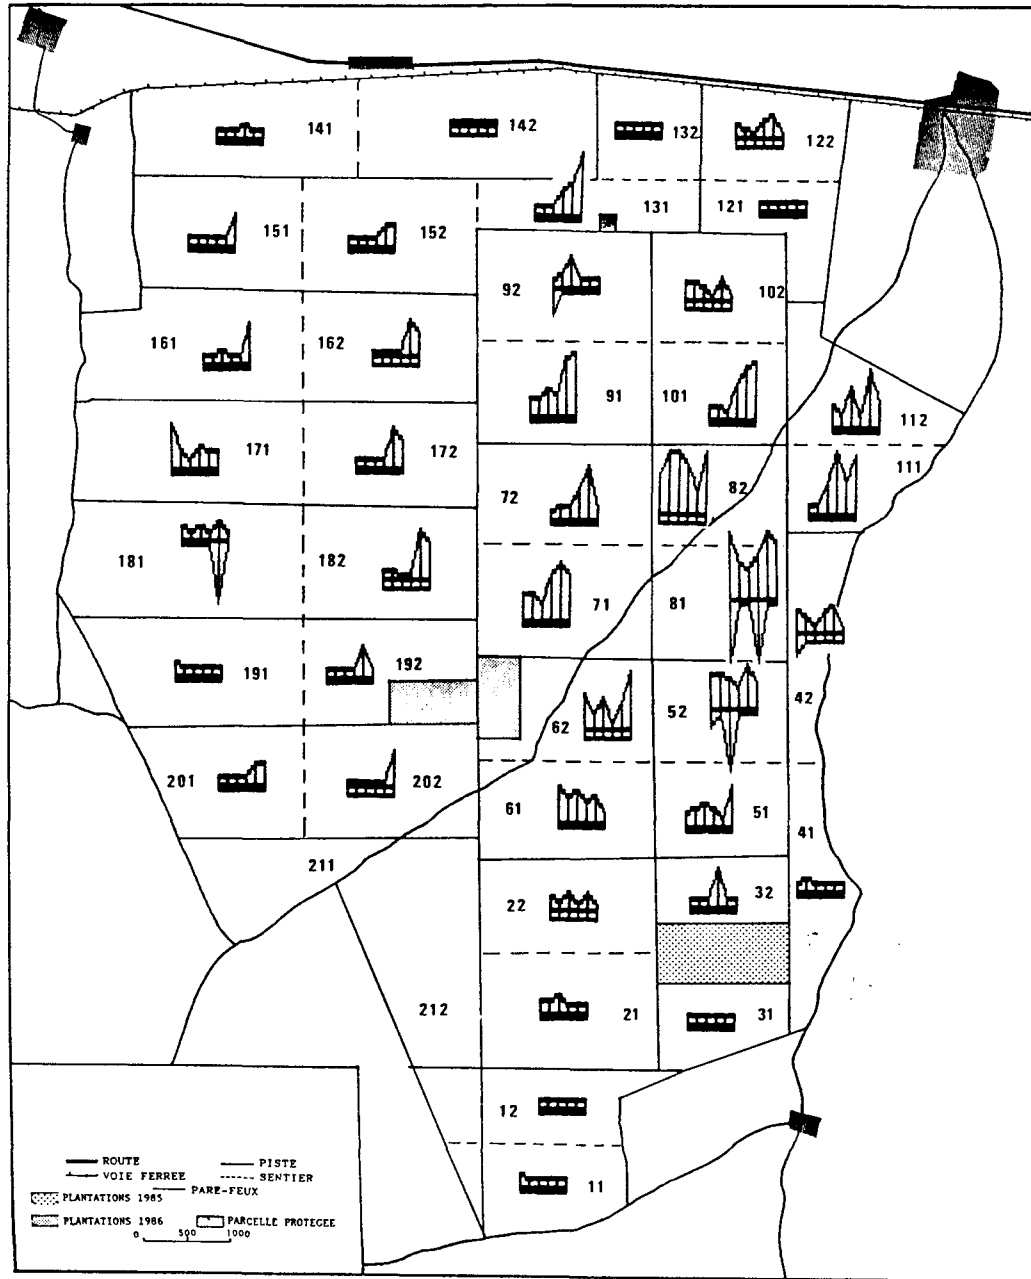 141 142 132 122
131 121
151 152
92 102
161 162
91 101 112
171 172
72 82 111
181 182
71 81
191 192
62 52 42
201 202
61 51
41
211
22 32
212 21 31
12
11
ROUTE PISTE
VOIE FERREE SENTIER
PARE-FEUX
PLANTATIONS 1985
PLANTATIONS 1986 PARCELLE PROTEGEE
0 500 1000